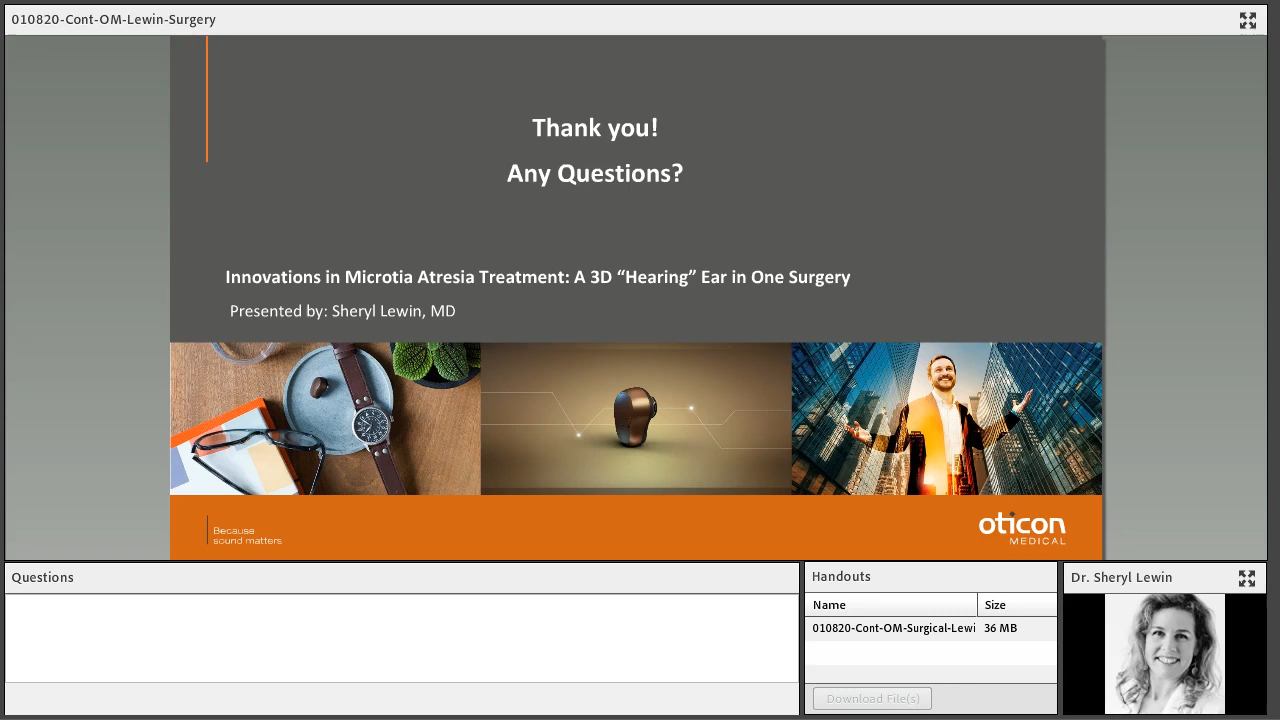 010820-Cont-OM-Lewin-Surgery
Thank you!
Any Questions?
Innovations in Microtia Atresia Treatment: A 3D “Hearing” Ear in One Surgery
Presented by: Sheryl Lewin, MD
Because
sound matters
oticon
MEDICAL
Questions
Handouts
Name Size
010820-Cont-OM-Surgical-Lewi 36 MB
Download File(s)
Dr. Sheryl Lewin